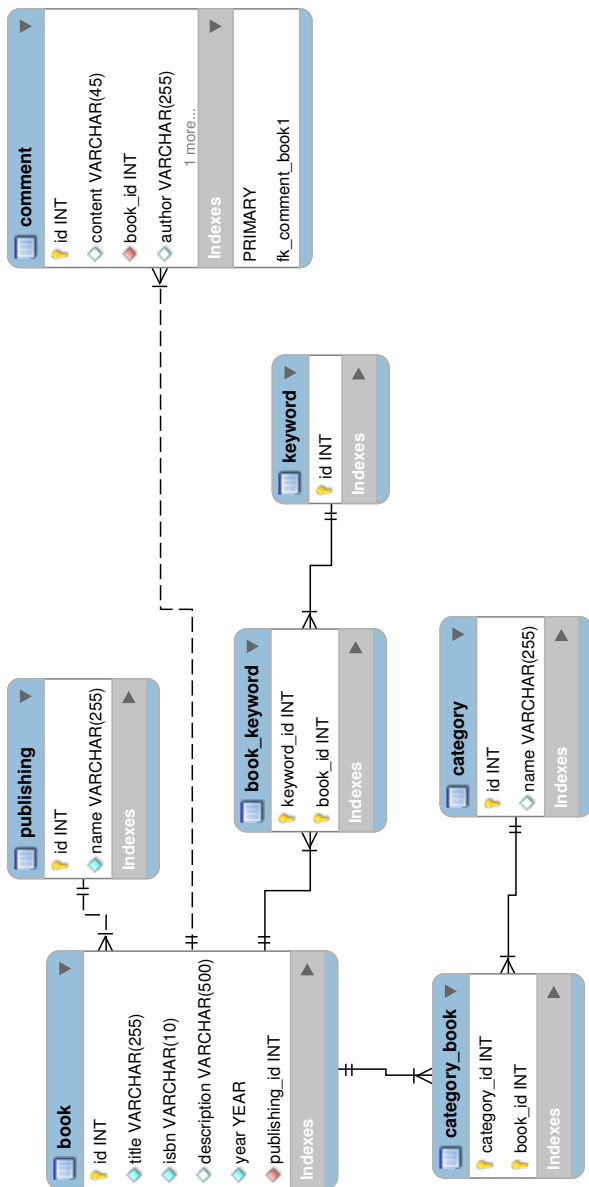 book
id INT
title VARCHAR(255)
isbn VARCHAR(10)
description VARCHAR(500)
year YEAR
publishing_id INT
Indexes
publishing
id INT
name VARCHAR(255)
Indexes
comment
id INT
content VARCHAR(45)
book_id INT
author VARCHAR(255)
1 more...
Indexes
PRIMARY
fk_comment_book1
book_keyword
keyword_id INT
book_id INT
Indexes
keyword
id INT
Indexes
category_book
category_id INT
book_id INT
Indexes
category
id INT
name VARCHAR(255)
Indexes